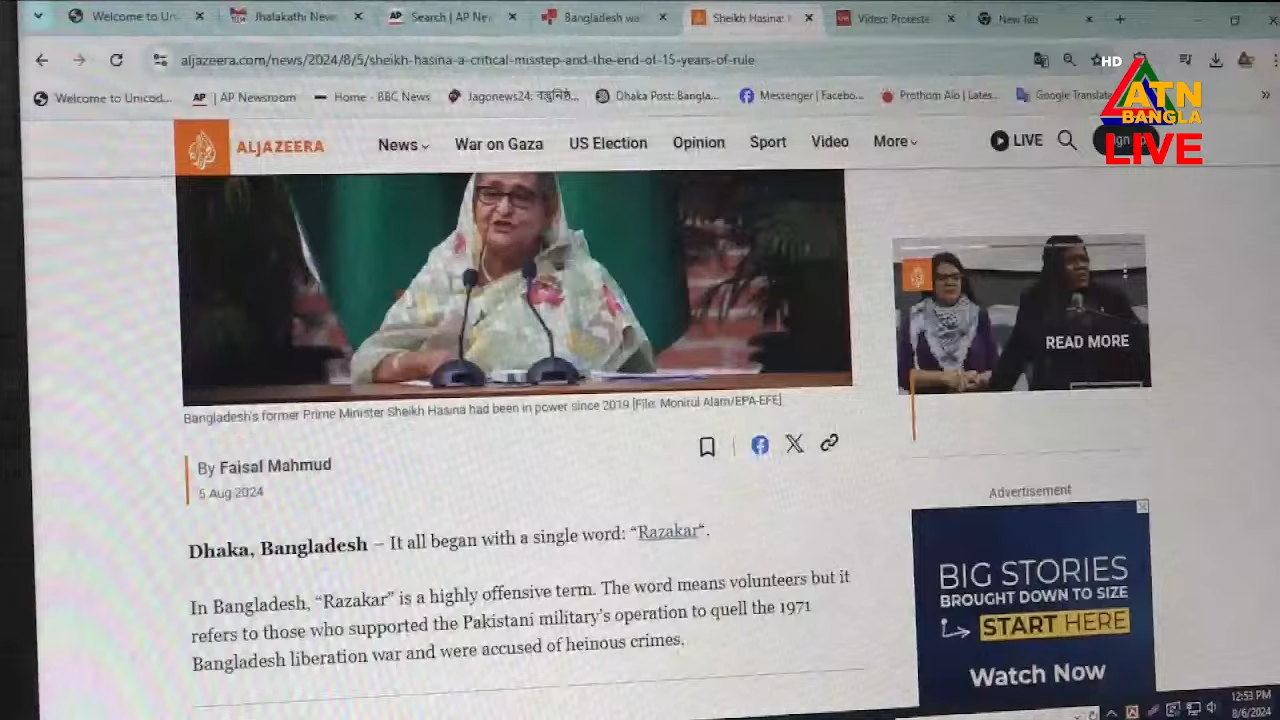 Welcome to Un
Jhalakathi New
AP Search | AP Ne
Bangladesh wa
Sheikh Hasina:
Video: Proteste
New Tab
aljazeera.com/news/2024/8/5/sheikh-hasina-a-critical-misstep-and-the-end-of-15-years-of-rule
HD
Welcome to Unicod...
AP | AP Newsroom
Home - BBC News
Jagonews24:
Dhaka Post: Bangla...
Messenger | Facebo...
Prothom Alo | Lates...
Google Translate
ATN
BANGLA
LIVE
ALJAZEERA
News
War on Gaza
US Election
Opinion
Sport
Video
More
LIVE
READ MORE
Bangladesh's former Prime Minister Sheikh Hasina had been in power since 2019 [File: Monirul Alam/EPA-EFE]
By Faisal Mahmud
5 Aug 2024
Advertisement
Dhaka, Bangladesh – It all began with a single word: “Razakar“.
In Bangladesh, “Razakar” is a highly offensive term. The word means volunteers but it
refers to those who supported the Pakistani military’s operation to quell the 1971
Bangladesh liberation war and were accused of heinous crimes.
BIG STORIES
BROUGHT DOWN TO SIZE
START HERE
Watch Now
12:53 PM
8/6/2024